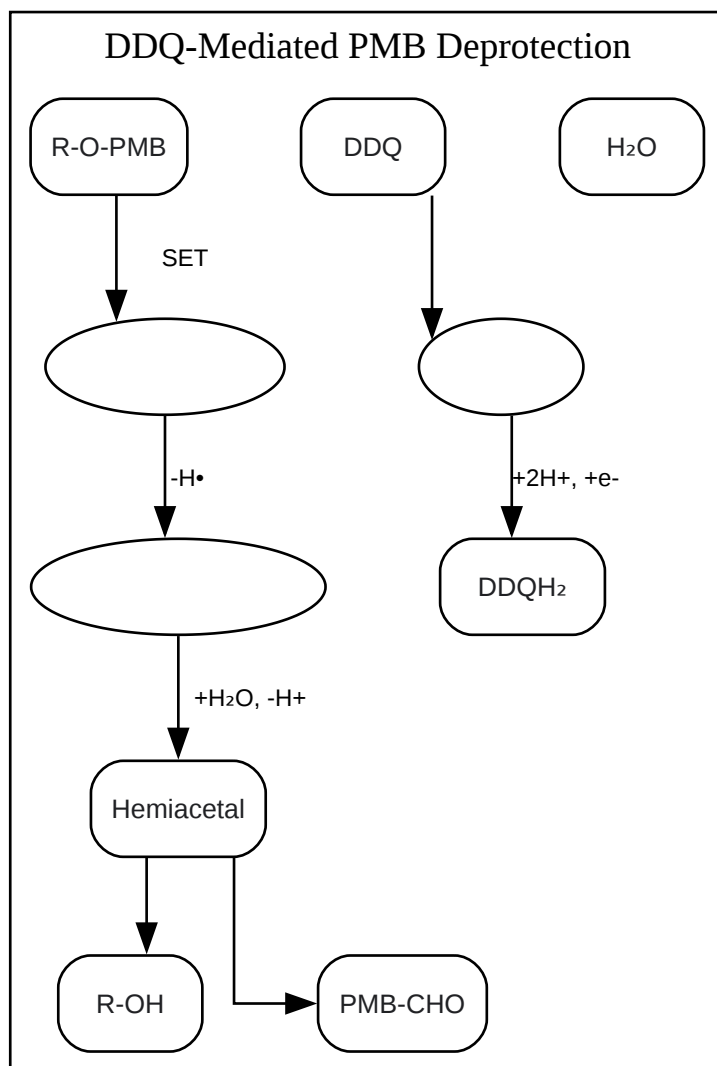 DDQ-Mediated PMB Deprotection
R-O-PMB
DDQ
H₂O
SET
-H•
+2H+, +e-
DDQH₂
+H₂O, -H+
Hemiacetal
R-OH
PMB-CHO